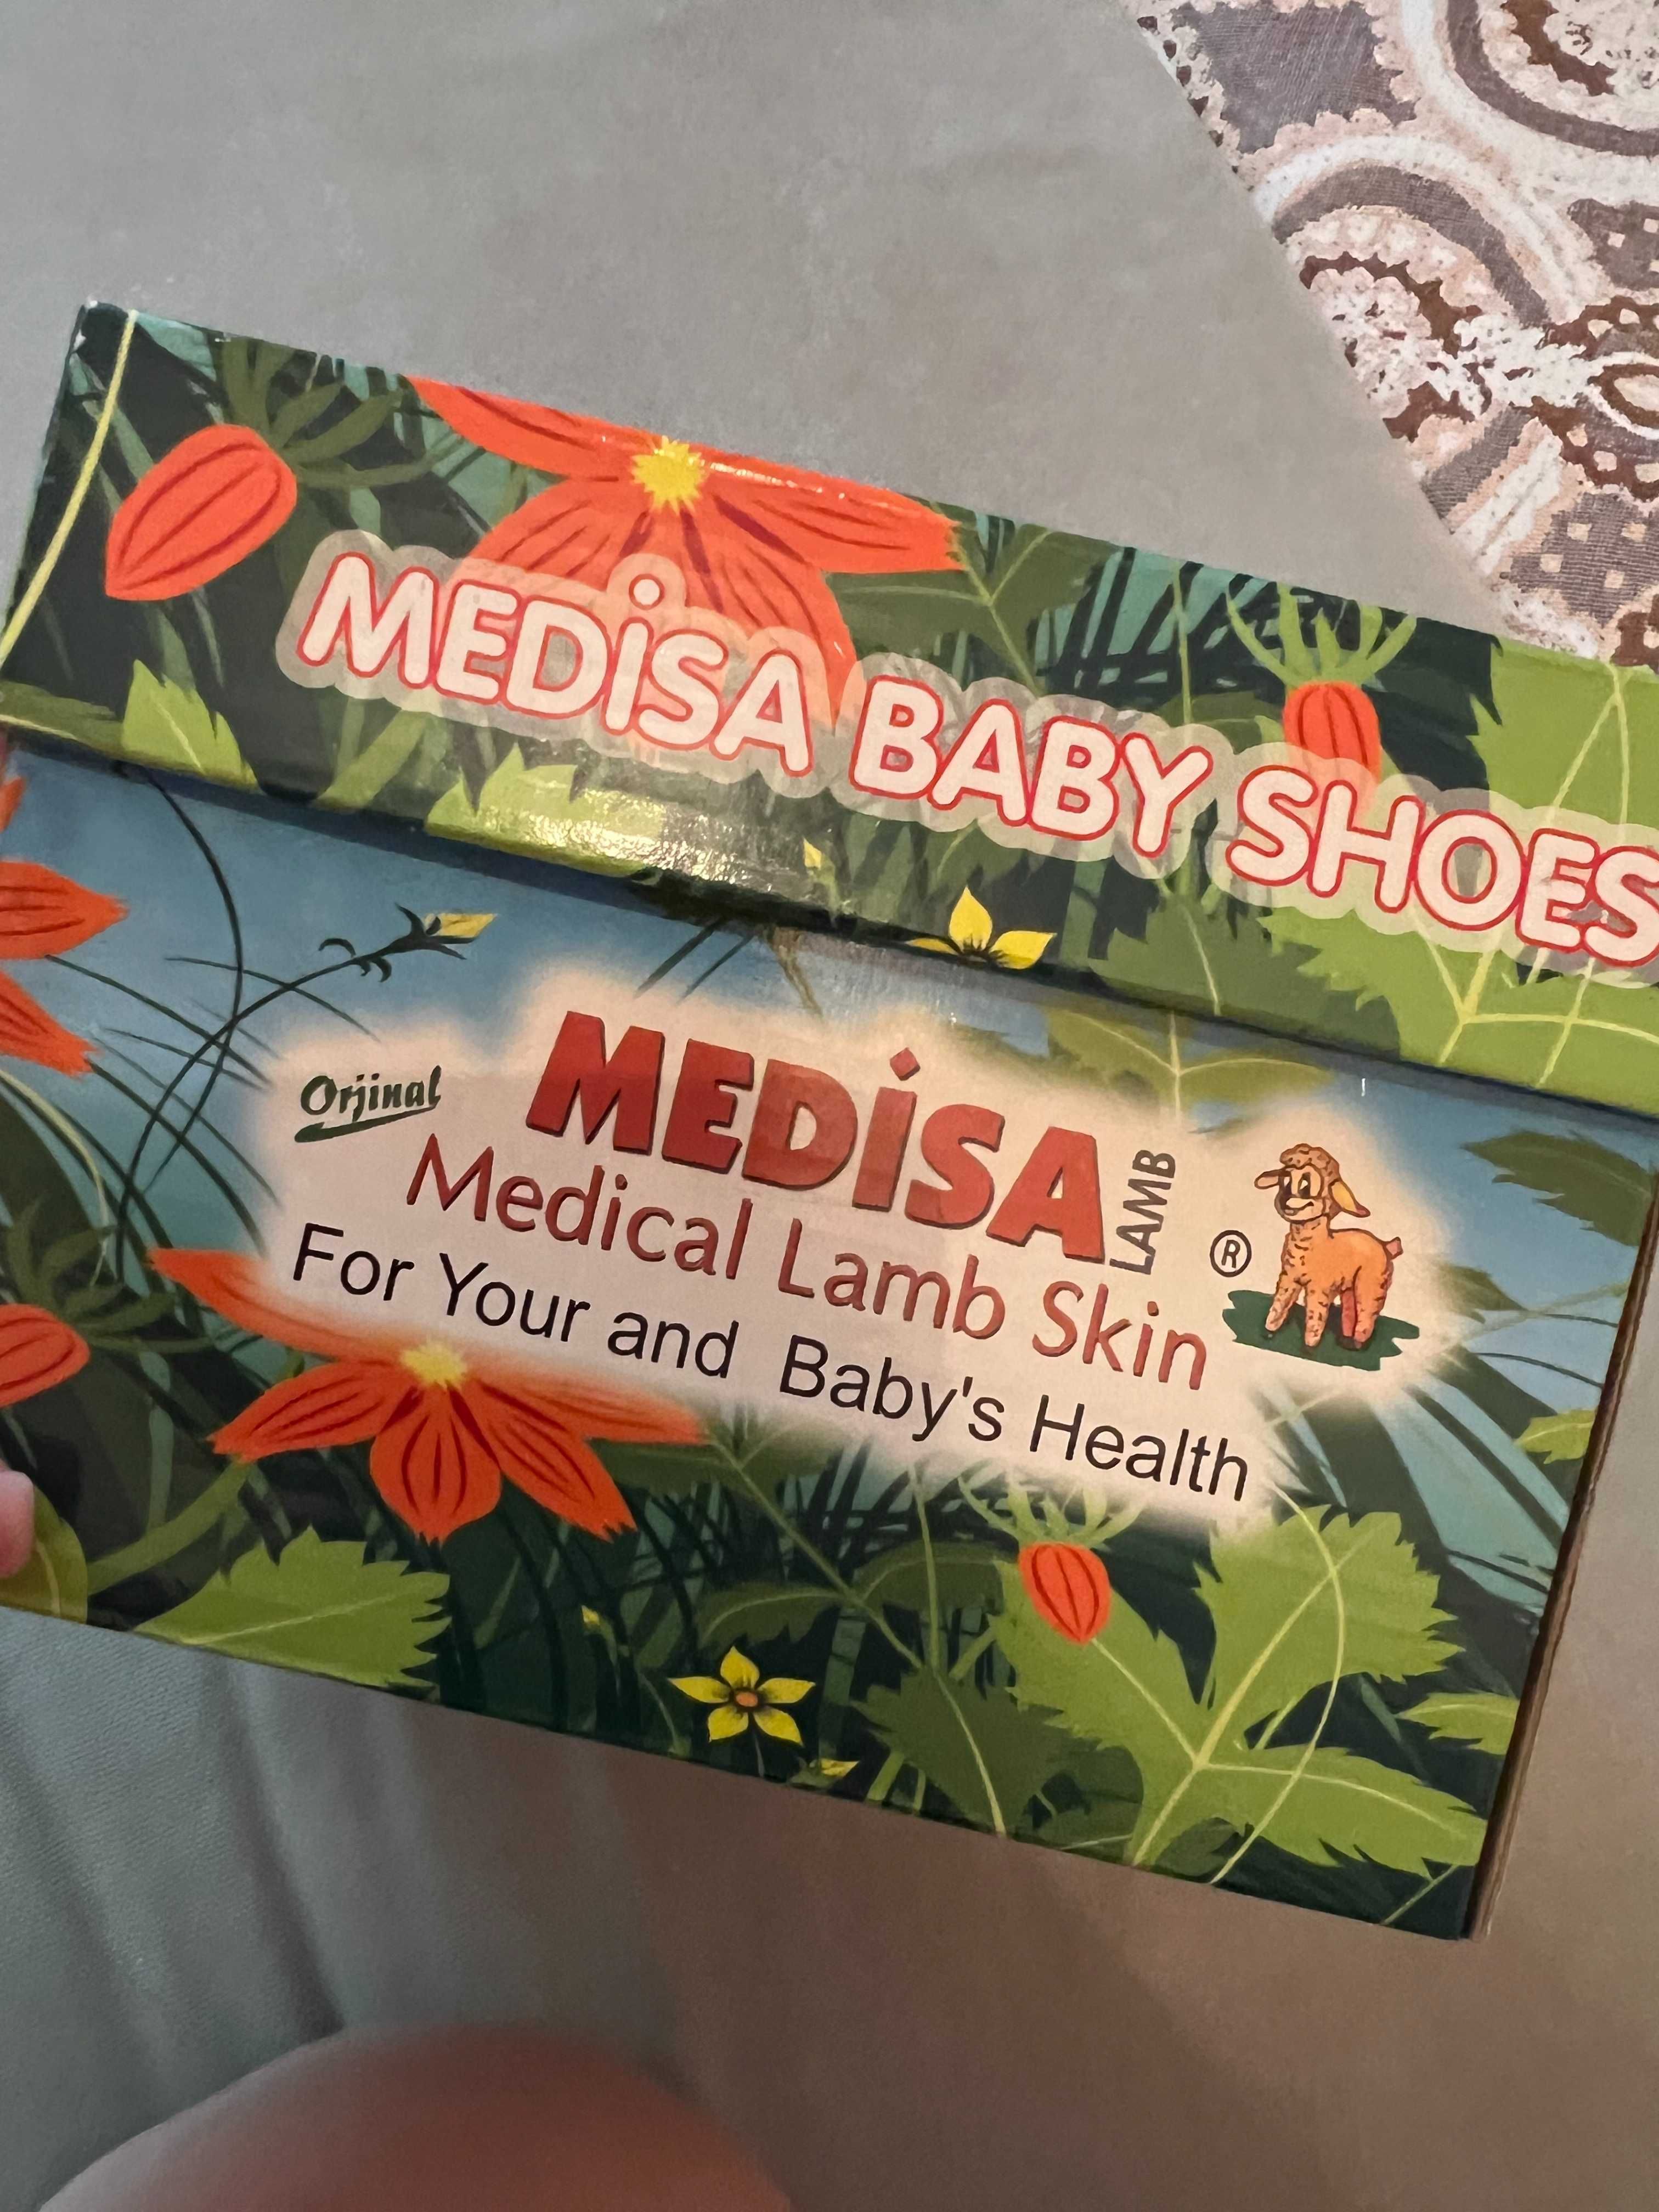 MEDİSA BABY SHOES
Orjinal
MEDİSA LAMB ®
Medical Lamb Skin
For Your and Baby's Health